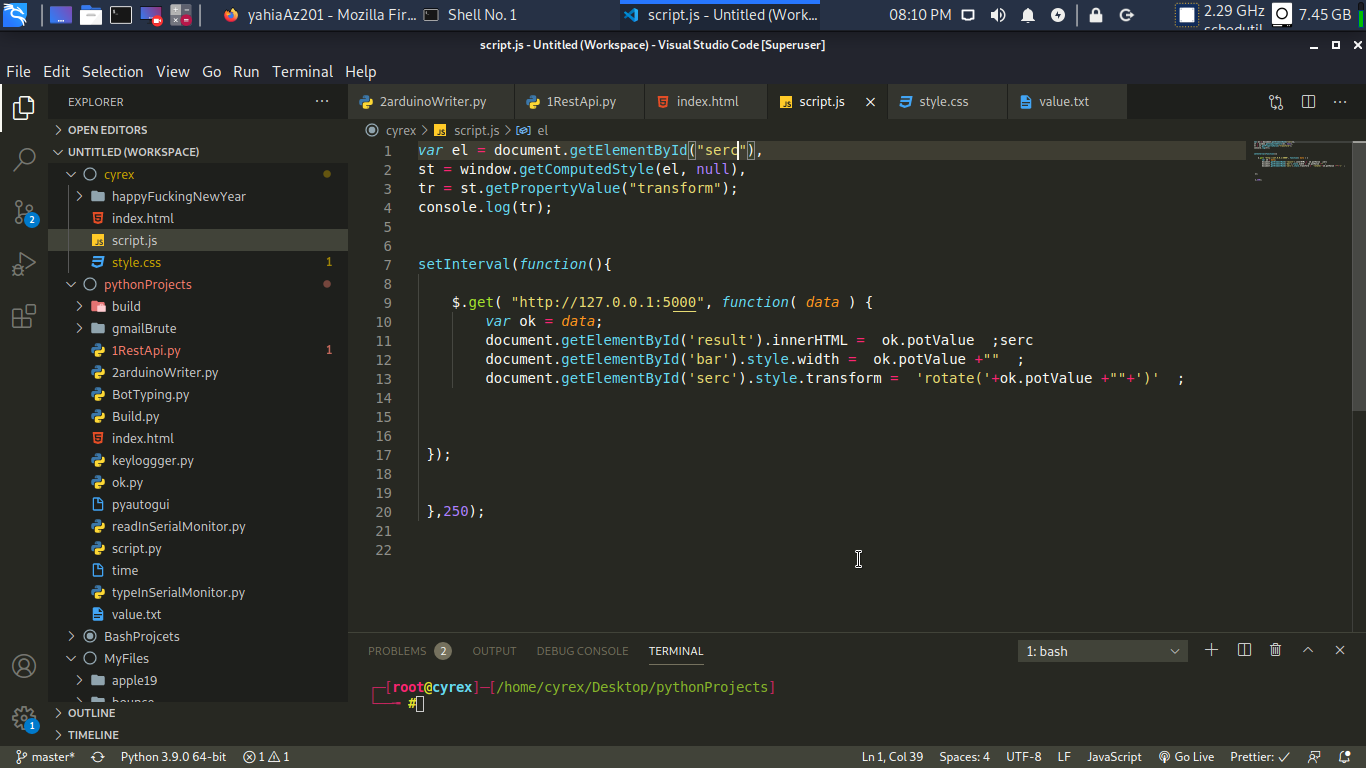 yahiaAz201 - Mozilla Fir... Shell No. 1 script.js - Untitled (Work... 08:10 PM 2.29 GHz 7.45 GB
schedutil
script.js - Untitled (Workspace) - Visual Studio Code [Superuser]
File Edit Selection View Go Run Terminal Help
EXPLORER
OPEN EDITORS
UNTITLED (WORKSPACE)
cyrex
happyFuckingNewYear
index.html
JS script.js
style.css 1
pythonProjects
build
gmailBrute
1RestApi.py 1
2arduinoWriter.py
BotTyping.py
Build.py
index.html
keyloggger.py
ok.py
pyautogui
readInSerialMonitor.py
script.py
time
typeInSerialMonitor.py
value.txt
BashProjcets
MyFiles
apple19
bounce
OUTLINE
TIMELINE
2
1
2arduinoWriter.py 1RestApi.py index.html JS script.js style.css value.txt
cyrex > JS script.js > el
1 var el = document.getElementById("serc"),
2 st = window.getComputedStyle(el, null),
3 tr = st.getPropertyValue("transform");
4 console.log(tr);
5
6
7 setInterval(function(){
8
9 $.get( "http://127.0.0.1:5000", function( data ) {
10 var ok = data;
11 document.getElementById('result').innerHTML =  ok.potValue  ;serc
12 document.getElementById('bar').style.width =  ok.potValue +""  ;
13 document.getElementById('serc').style.transform =  'rotate('+ok.potValue +""+')'  ;
14
15
16
17 });
18
19
20 },250);
21
22
PROBLEMS 2 OUTPUT DEBUG CONSOLE TERMINAL 1: bash
┌─[root@cyrex]─[/home/cyrex/Desktop/pythonProjects]
└──╼ #
master* Python 3.9.0 64-bit 1 1 Ln 1, Col 39 Spaces: 4 UTF-8 LF JavaScript Go Live Prettier: ✓